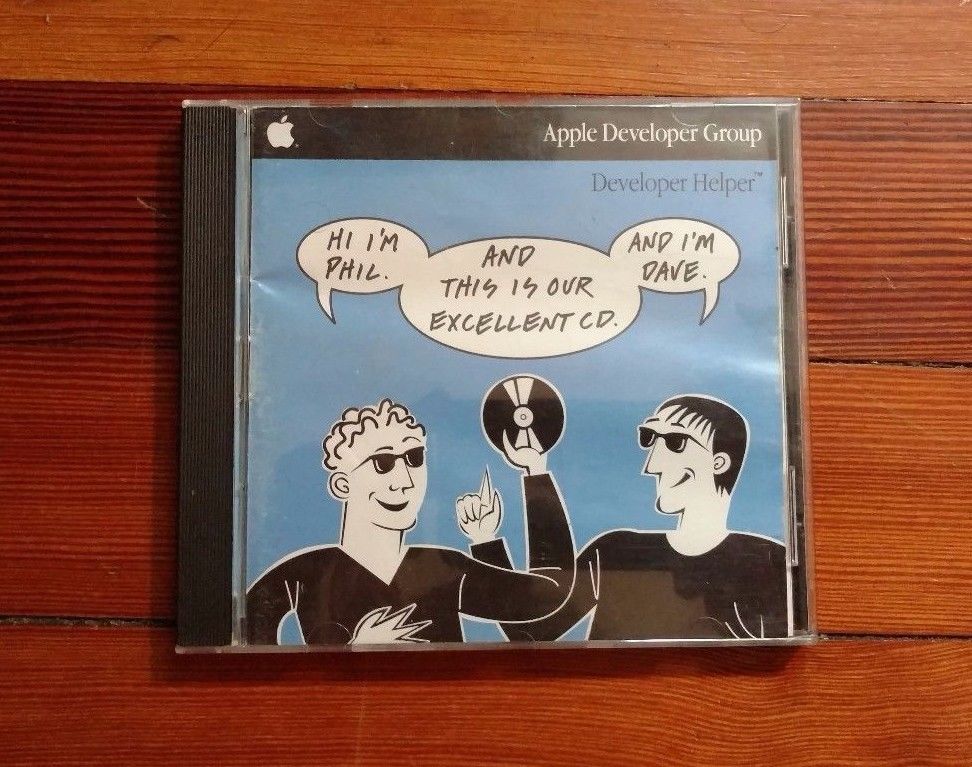 Apple Developer Group
Developer Helper™
HI I'M
PHIL.
AND
THIS IS OUR
EXCELLENT CD.
AND I'M
DAVE.